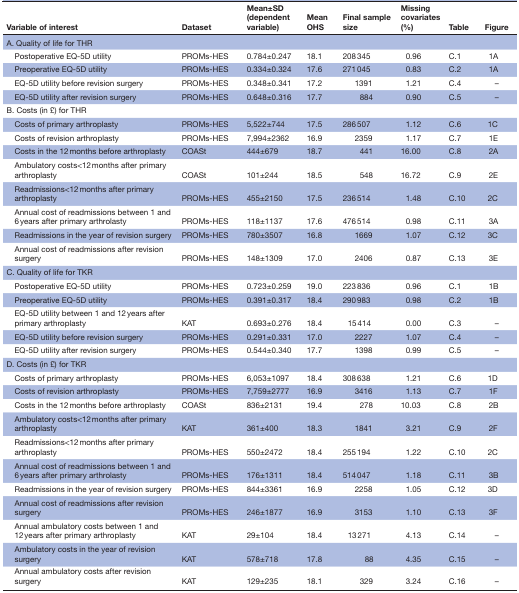 Variable of interest Dataset Mean±SD (dependent variable) Mean OHS Final sample size Missing covariates (%) Table Figure
A. Quality of life for THR
Postoperative EQ-5D utility PROMs-HES 0.784±0.247 18.1 208 345 0.96 C.1 1A
Preoperative EQ-5D utility PROMs-HES 0.334±0.324 17.6 271 045 0.83 C.2 1A
EQ-5D utility before revision surgery PROMs-HES 0.348±0.341 17.2 1391 1.21 C.4 –
EQ-5D utility after revision surgery PROMs-HES 0.648±0.316 17.7 884 0.90 C.5 –
B. Costs (in £) for THR
Costs of primary arthroplasty PROMs-HES 5,522±744 17.5 286 507 1.12 C.6 1C
Costs of revision arthroplasty PROMs-HES 7,994±2362 16.9 2359 1.17 C.7 1E
Costs in the 12 months before arthroplasty COASt 444±679 18.7 441 16.00 C.8 2A
Ambulatory costs<12 months after primary
arthroplasty COASt 101±244 18.5 548 16.72 C.9 2E
Readmissions<12 months after primary
arthroplasty PROMs-HES 455±2150 17.5 236 514 1.48 C.10 2C
Annual cost of readmissions between 1 and
6 years after primary arthrolasty PROMs-HES 118±1137 17.6 476 514 0.98 C.11 3A
Readmissions in the year of revision surgery PROMs-HES 780±3507 16.8 1669 1.07 C.12 3C
Annual cost of readmissions after revision
surgery PROMs-HES 148±1309 17.0 2406 0.87 C.13 3E
C. Quality of life for TKR
Postoperative EQ-5D utility PROMs-HES 0.723±0.259 19.0 223 836 0.96 C.1 1B
Preoperative EQ-5D utility PROMs-HES 0.391±0.317 18.4 290 983 0.98 C.2 1B
EQ-5D utility between 1 and 12 years after
primary arthroplasty KAT 0.693±0.276 18.4 15 414 0.00 C.3 –
EQ-5D utility before revision surgery PROMs-HES 0.291±0.331 17.0 2227 1.07 C.4 –
EQ-5D utility after revision surgery PROMs-HES 0.544±0.340 17.7 1398 0.99 C.5 –
D. Costs (in £) for TKR
Costs of primary arthroplasty PROMs-HES 6,053±1097 18.4 308 638 1.21 C.6 1D
Costs of revision arthroplasty PROMs-HES 7,759±2777 16.9 3416 1.13 C.7 1F
Costs in the 12 months before arthroplasty COASt 836±2131 19.4 278 10.03 C.8 2B
Ambulatory costs<12 months after primary
arthroplasty KAT 361±400 18.3 1841 3.21 C.9 2F
Readmissions<12 months after primary
arthroplasty PROMs-HES 550±2472 18.4 255 194 1.22 C.10 2C
Annual cost of readmissions between 1 and
6 years after primary arthrolasty PROMs-HES 176±1311 18.4 514 047 1.18 C.11 3B
Readmissions in the year of revision surgery PROMs-HES 844±3361 16.9 2258 1.05 C.12 3D
Annual cost of readmissions after revision
surgery PROMs-HES 246±1877 16.9 3153 1.10 C.13 3F
Annual ambulatory costs between 1 and
12 years after primary arthroplasty KAT 29±104 18.4 13 271 4.13 C.14 –
Ambulatory costs in the year of revision
surgery KAT 578±718 17.8 88 4.35 C.15 –
Annual ambulatory costs after revision
surgery KAT 129±235 18.1 329 3.24 C.16 –